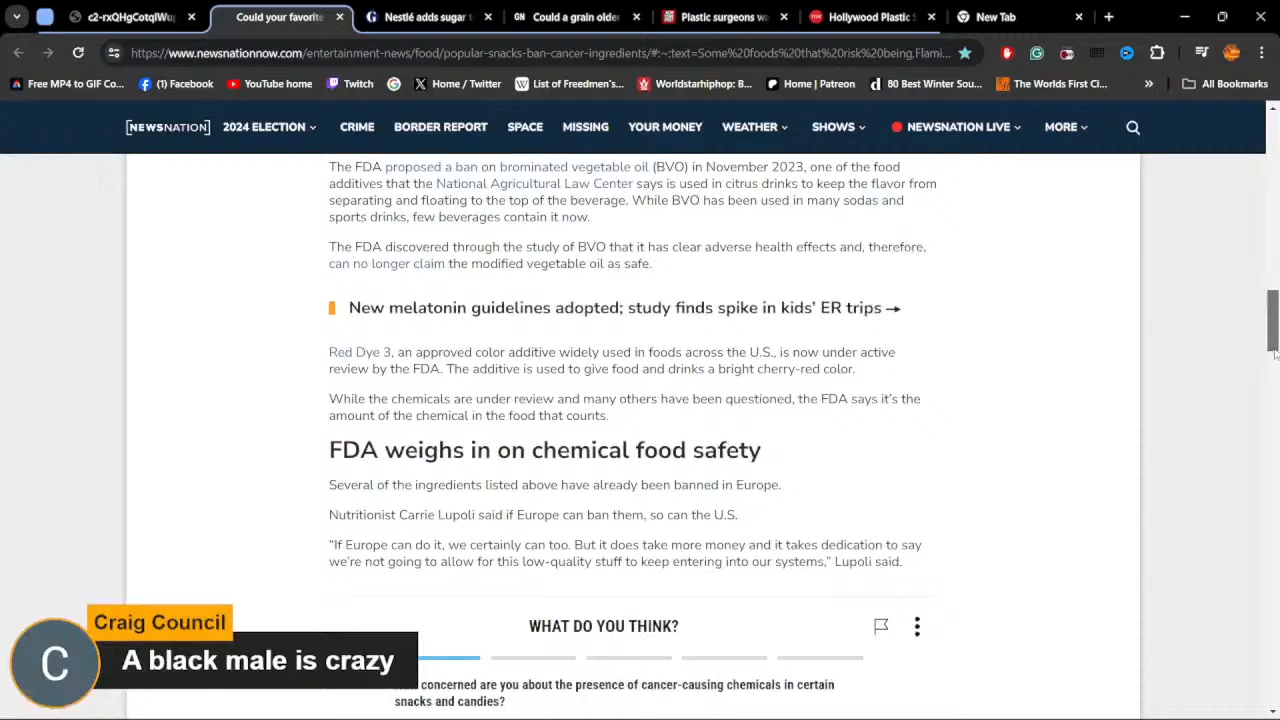 c2-rxQHgCotqIWup
Could your favorite
Nestlé adds sugar t
Could a grain older
Plastic surgeons wa
Hollywood Plastic S
New Tab
https://www.newsnationnow.com/entertainment-news/food/popular-snacks-ban-cancer-ingredients/#:~:text=Some%20foods%20that%20risk%20being,Flami...
Free MP4 to GIF Co...
(1) Facebook
YouTube home
Twitch
Home / Twitter
List of Freedmen's...
Worldstarhiphop: B...
Home | Patreon
80 Best Winter Sou...
The Worlds First Cl...
All Bookmarks
[NEWSNATION]
2024 ELECTION
CRIME
BORDER REPORT
SPACE
MISSING
YOUR MONEY
WEATHER
SHOWS
NEWSNATION LIVE
MORE
The FDA proposed a ban on brominated vegetable oil (BVO) in November 2023, one of the food
additives that the National Agricultural Law Center says is used in citrus drinks to keep the flavor from
separating and floating to the top of the beverage. While BVO has been used in many sodas and
sports drinks, few beverages contain it now.
The FDA discovered through the study of BVO that it has clear adverse health effects and, therefore,
can no longer claim the modified vegetable oil as safe.
New melatonin guidelines adopted; study finds spike in kids' ER trips →
Red Dye 3, an approved color additive widely used in foods across the U.S., is now under active
review by the FDA. The additive is used to give food and drinks a bright cherry-red color.
While the chemicals are under review and many others have been questioned, the FDA says it's the
amount of the chemical in the food that counts.
FDA weighs in on chemical food safety
Several of the ingredients listed above have already been banned in Europe.
Nutritionist Carrie Lupoli said if Europe can ban them, so can the U.S.
“If Europe can do it, we certainly can too. But it does take more money and it takes dedication to say
we're not going to allow for this low-quality stuff to keep entering into our systems,” Lupoli said.
WHAT DO YOU THINK?
concerned are you about the presence of cancer-causing chemicals in certain
snacks and candies?
Craig Council
C
A black male is crazy